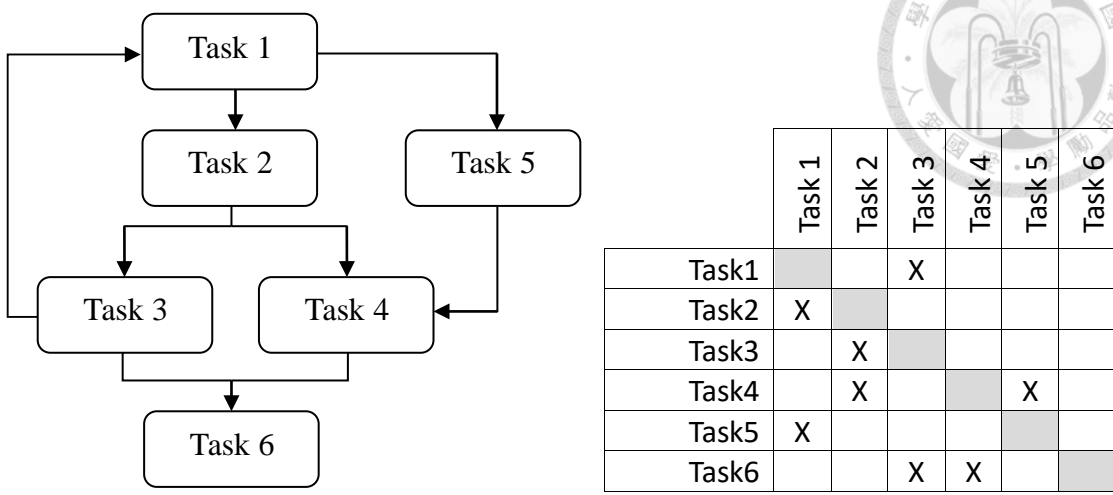 Task 1
Task 2
Task 5
Task 3
Task 4
Task 6
Task 1 Task 2 Task 3 Task 4 Task 5 Task 6
Task1 X
Task2 X
Task3 X
Task4 X X
Task5 X
Task6 X X